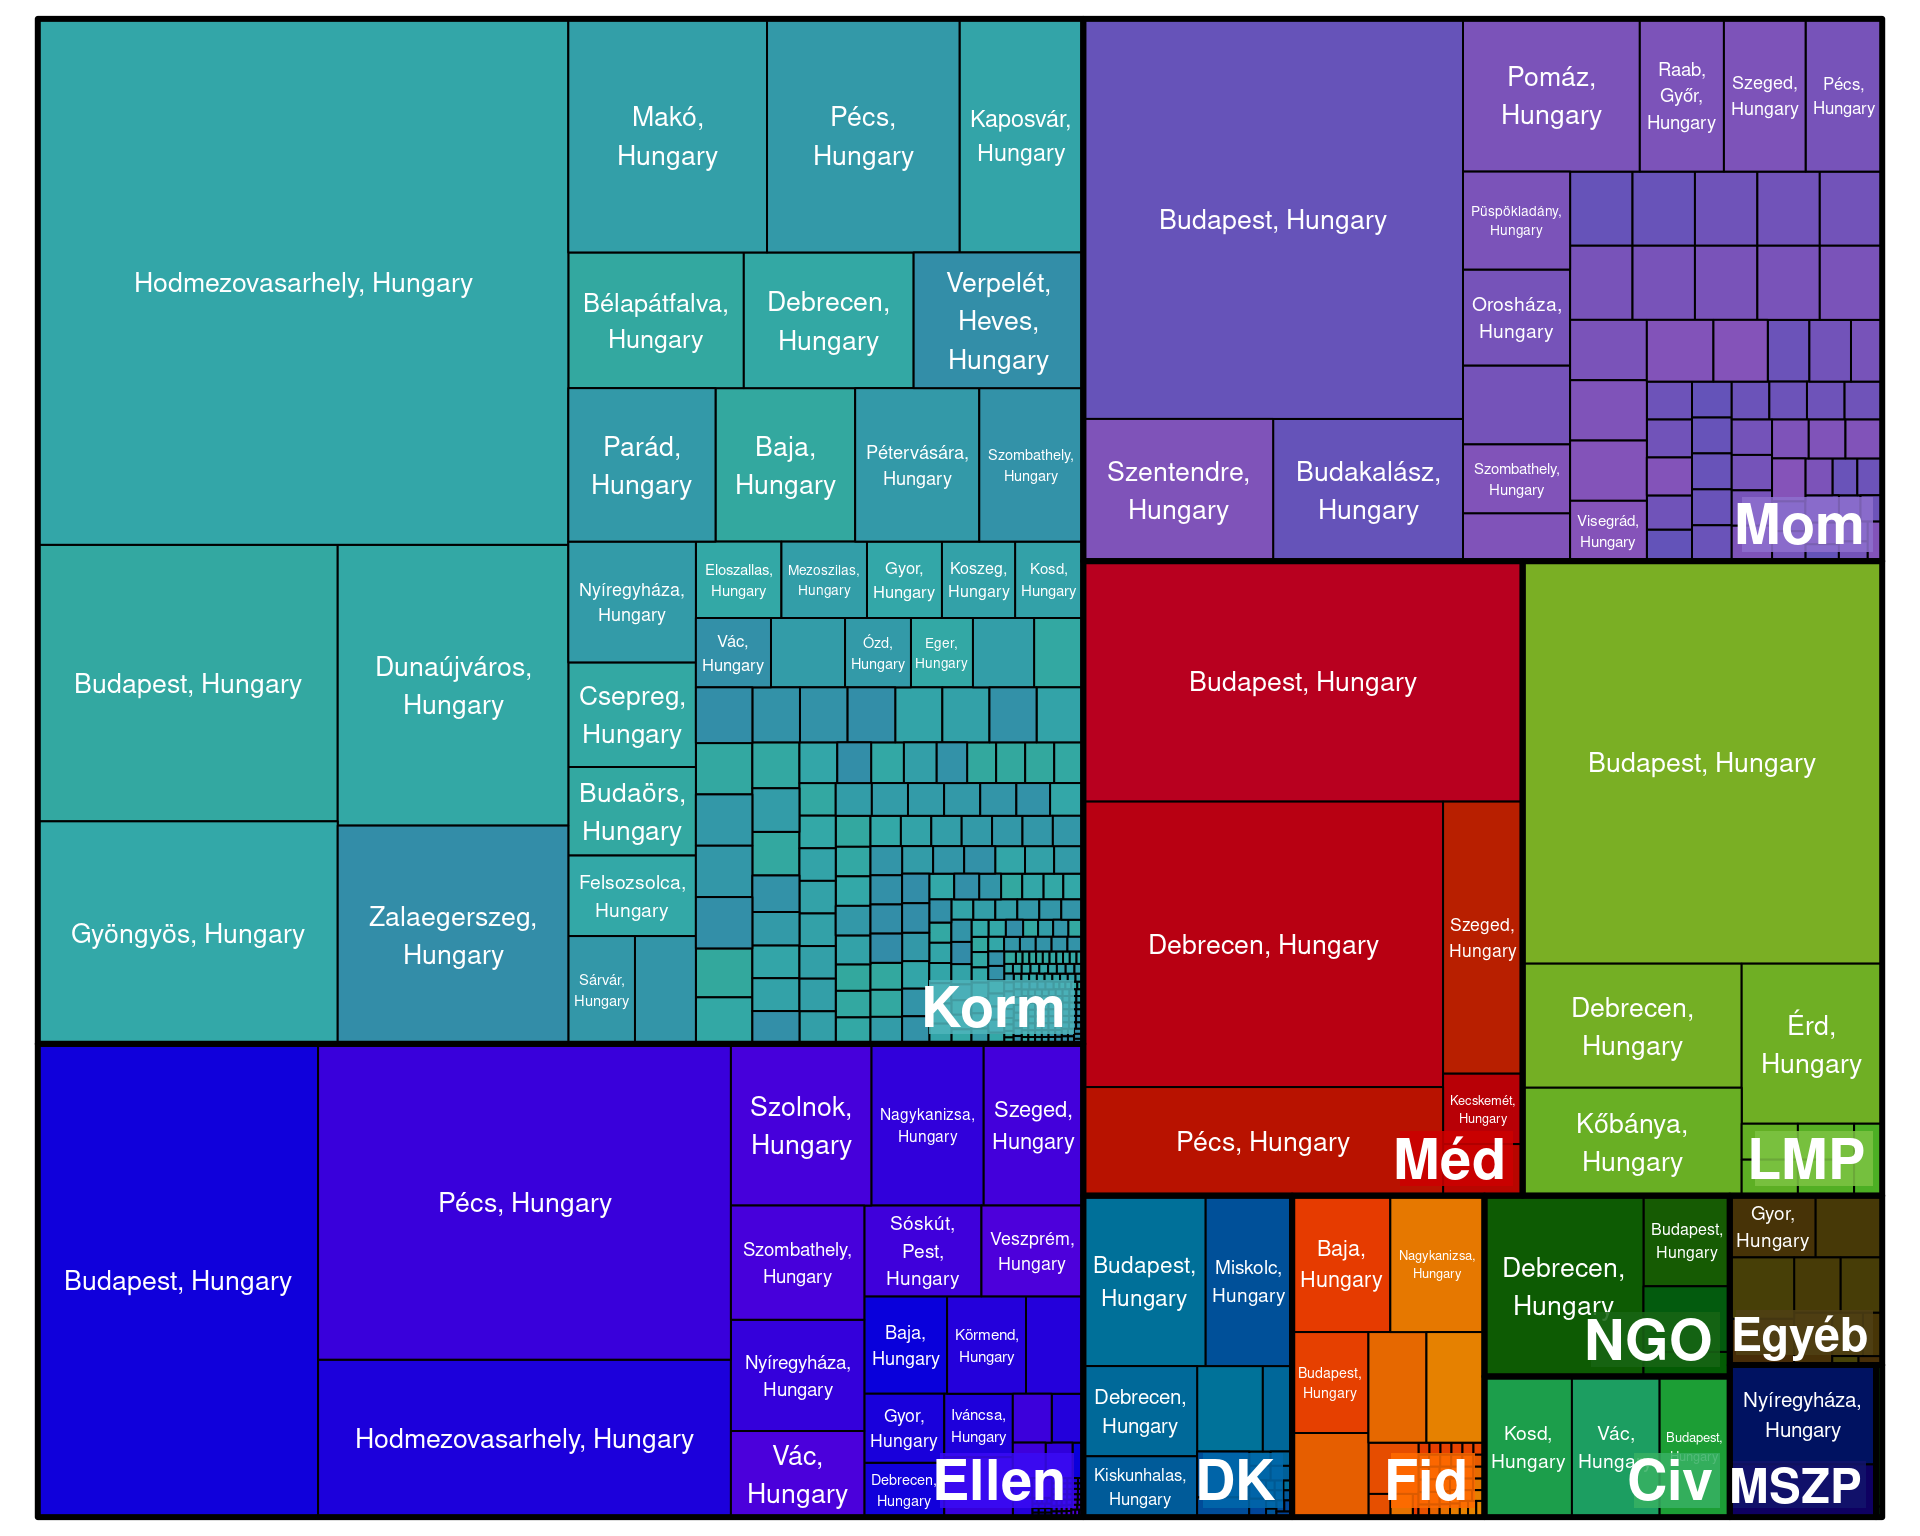 Hodmezovasarhely, Hungary
Makó,
Hungary
Pécs,
Hungary
Kaposvár,
Hungary
Bélapátfalva,
Hungary
Debrecen,
Hungary
Verpelét,
Heves,
Hungary
Parád,
Hungary
Baja,
Hungary
Pétervására,
Hungary
Szombathely,
Hungary
Budapest, Hungary
Dunaújváros,
Hungary
Gyöngyös, Hungary
Zalaegerszeg,
Hungary
Nyíregyháza,
Hungary
Eloszallas,
Hungary
Mezoszilas,
Hungary
Gyor,
Hungary
Koszeg,
Hungary
Kosd,
Hungary
Vác,
Hungary
Ózd,
Hungary
Eger,
Hungary
Csepreg,
Hungary
Budaörs,
Hungary
Felsozsolca,
Hungary
Sárvár,
Hungary
Korm
Budapest, Hungary
Pomáz,
Hungary
Raab,
Győr,
Hungary
Szeged,
Hungary
Pécs,
Hungary
Püspökladány,
Hungary
Orosháza,
Hungary
Szentendre,
Hungary
Budakalász,
Hungary
Szombathely,
Hungary
Visegrád,
Hungary
Mom
Budapest, Hungary
Debrecen, Hungary
Szeged,
Hungary
Kecskemét,
Hungary
Pécs, Hungary
Méd
Budapest, Hungary
Debrecen,
Hungary
Érd,
Hungary
Kőbánya,
Hungary
LMP
Budapest, Hungary
Pécs, Hungary
Hodmezovasarhely, Hungary
Szolnok,
Hungary
Nagykanizsa,
Hungary
Szeged,
Hungary
Szombathely,
Hungary
Sóskút,
Pest,
Hungary
Veszprém,
Hungary
Nyíregyháza,
Hungary
Baja,
Hungary
Körmend,
Hungary
Vác,
Hungary
Gyor,
Hungary
Iváncsa,
Hungary
Debrecen,
Hungary
Ellen
Budapest,
Hungary
Miskolc,
Hungary
Debrecen,
Hungary
Kiskunhalas,
Hungary
DK
Baja,
Hungary
Nagykanizsa,
Hungary
Budapest,
Hungary
Fid
Debrecen,
Hungary
Budapest,
Hungary
NGO
Kosd,
Hungary
Vác,
Hungary
Budapest,
Hungary
Civ
Gyor,
Hungary
Egyéb
Nyíregyháza,
Hungary
MSZP